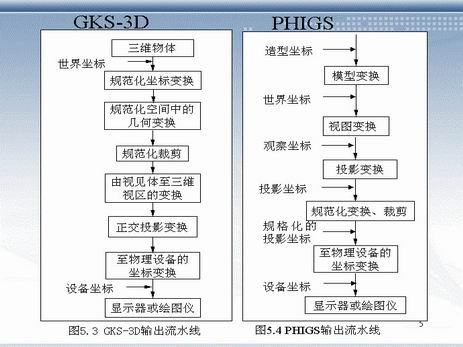 GKS-3D
三维物体
世界坐标
规范化坐标变换
规范化空间中的
几何变换
规范化裁剪
由视见体至三维
视区的变换
正交投影变换
至物理设备的
坐标变换
设备坐标
显示器或绘图仪
图5.3 GKS-3D输出流水线
PHIGS
造型坐标
模型变换
世界坐标
视图变换
观察坐标
投影变换
投影坐标
规范化变换、裁剪
规格化的
投影坐标
至物理设备的
坐标变换
设备坐标
显示器或绘图仪
图5.4 PHIGS输出流水线
5